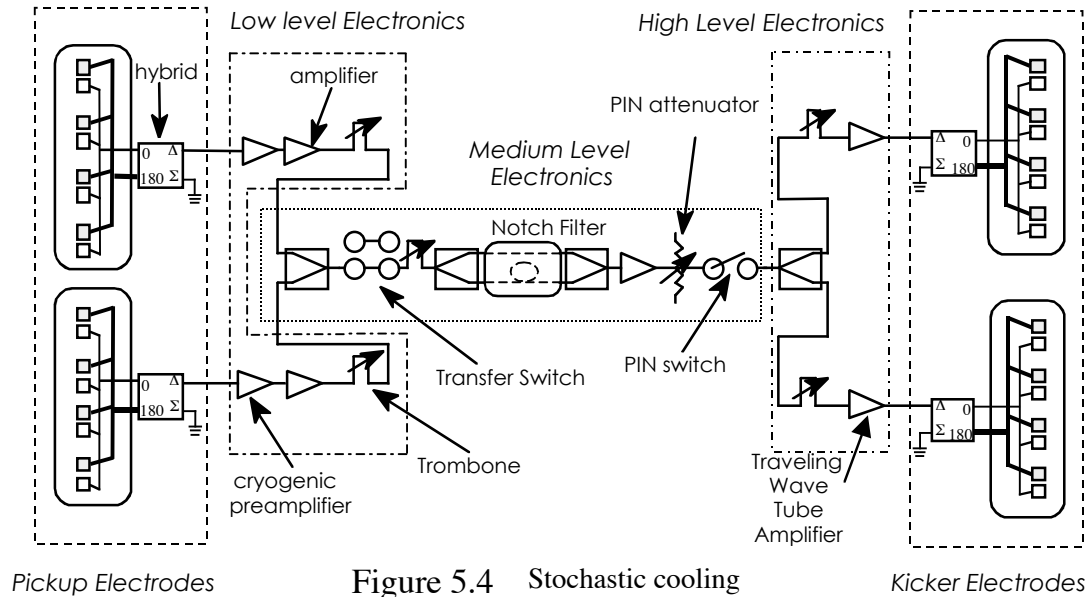 Low level Electronics
High Level Electronics
hybrid
amplifier
PIN attenuator
Medium Level
Electronics
Notch Filter
0 Δ
180 Σ
Δ 0
Σ 180
Transfer Switch
PIN switch
0 Δ
180 Σ
Δ 0
Σ 180
Trombone
cryogenic
preamplifier
Traveling
Wave
Tube
Amplifier
Pickup Electrodes
Figure 5.4 Stochastic cooling
Kicker Electrodes